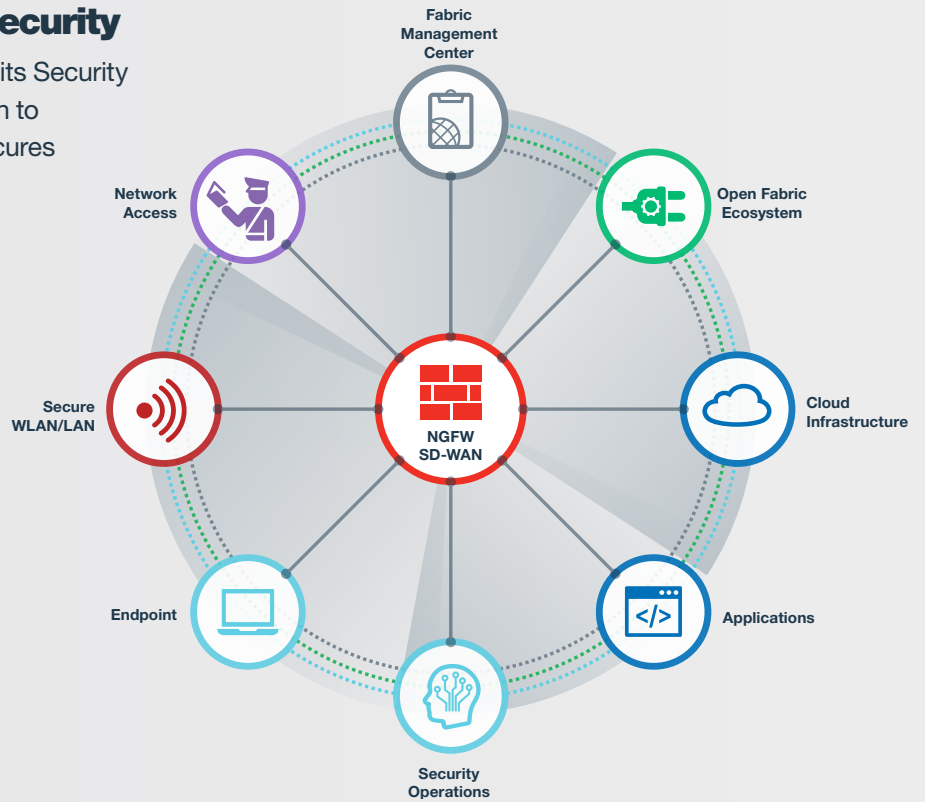 ecurity
its Security
n to
cures
Fabric
Management
Center
Network
Access
Open Fabric
Ecosystem
Secure
WLAN/LAN
NGFW
SD-WAN
Cloud
Infrastructure
Endpoint
</>
Applications
Security
Operations